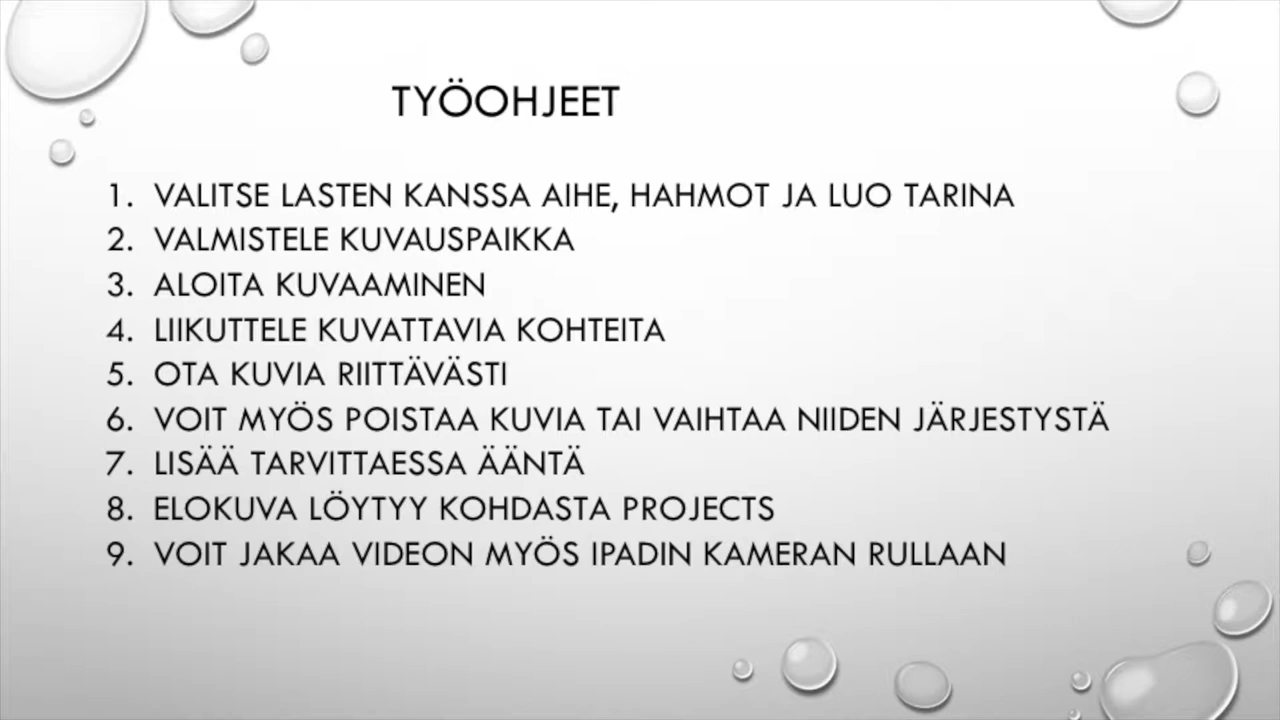 TYÖOHJEET
1. VALITSE LASTEN KANSSA AIHE, HAHMOT JA LUO TARINA
2. VALMISTELE KUVAUSPAIKKA
3. ALOITA KUVAAMINEN
4. LIIKUTTELE KUVATTAVIA KOHTEITA
5. OTA KUVIA RIITTÄVÄSTI
6. VOIT MYÖS POISTAA KUVIA TAI VAIHTAA NIIDEN JÄRJESTYSTÄ
7. LISÄÄ TARVITTAESSA ÄÄNTÄ
8. ELOKUVA LÖYTYY KOHDASTA PROJECTS
9. VOIT JAKAA VIDEON MYÖS IPADIN KAMERAN RULLAAN